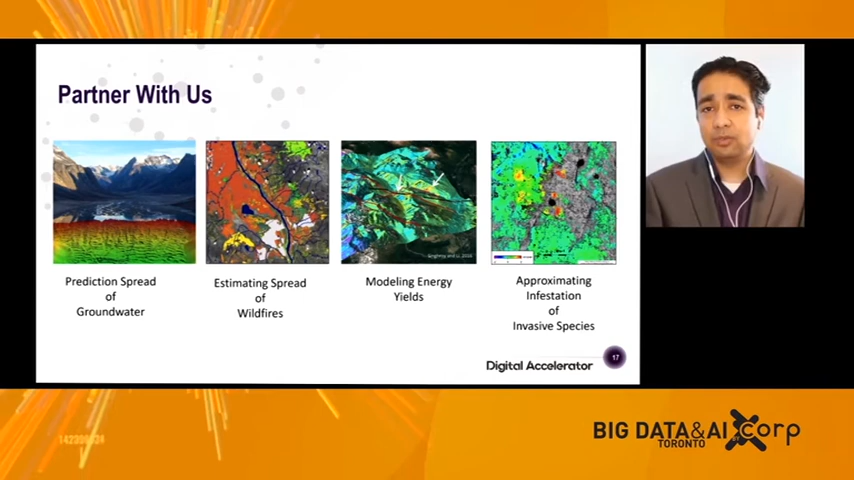 Partner With Us
Prediction Spread
of
Groundwater
Estimating Spread
of
Wildfires
Modeling Energy
Yields
Approximating
Infestation
of
Invasive Species
Digital Accelerator
17
BIG DATA&AI
TORONTO
BY
corp